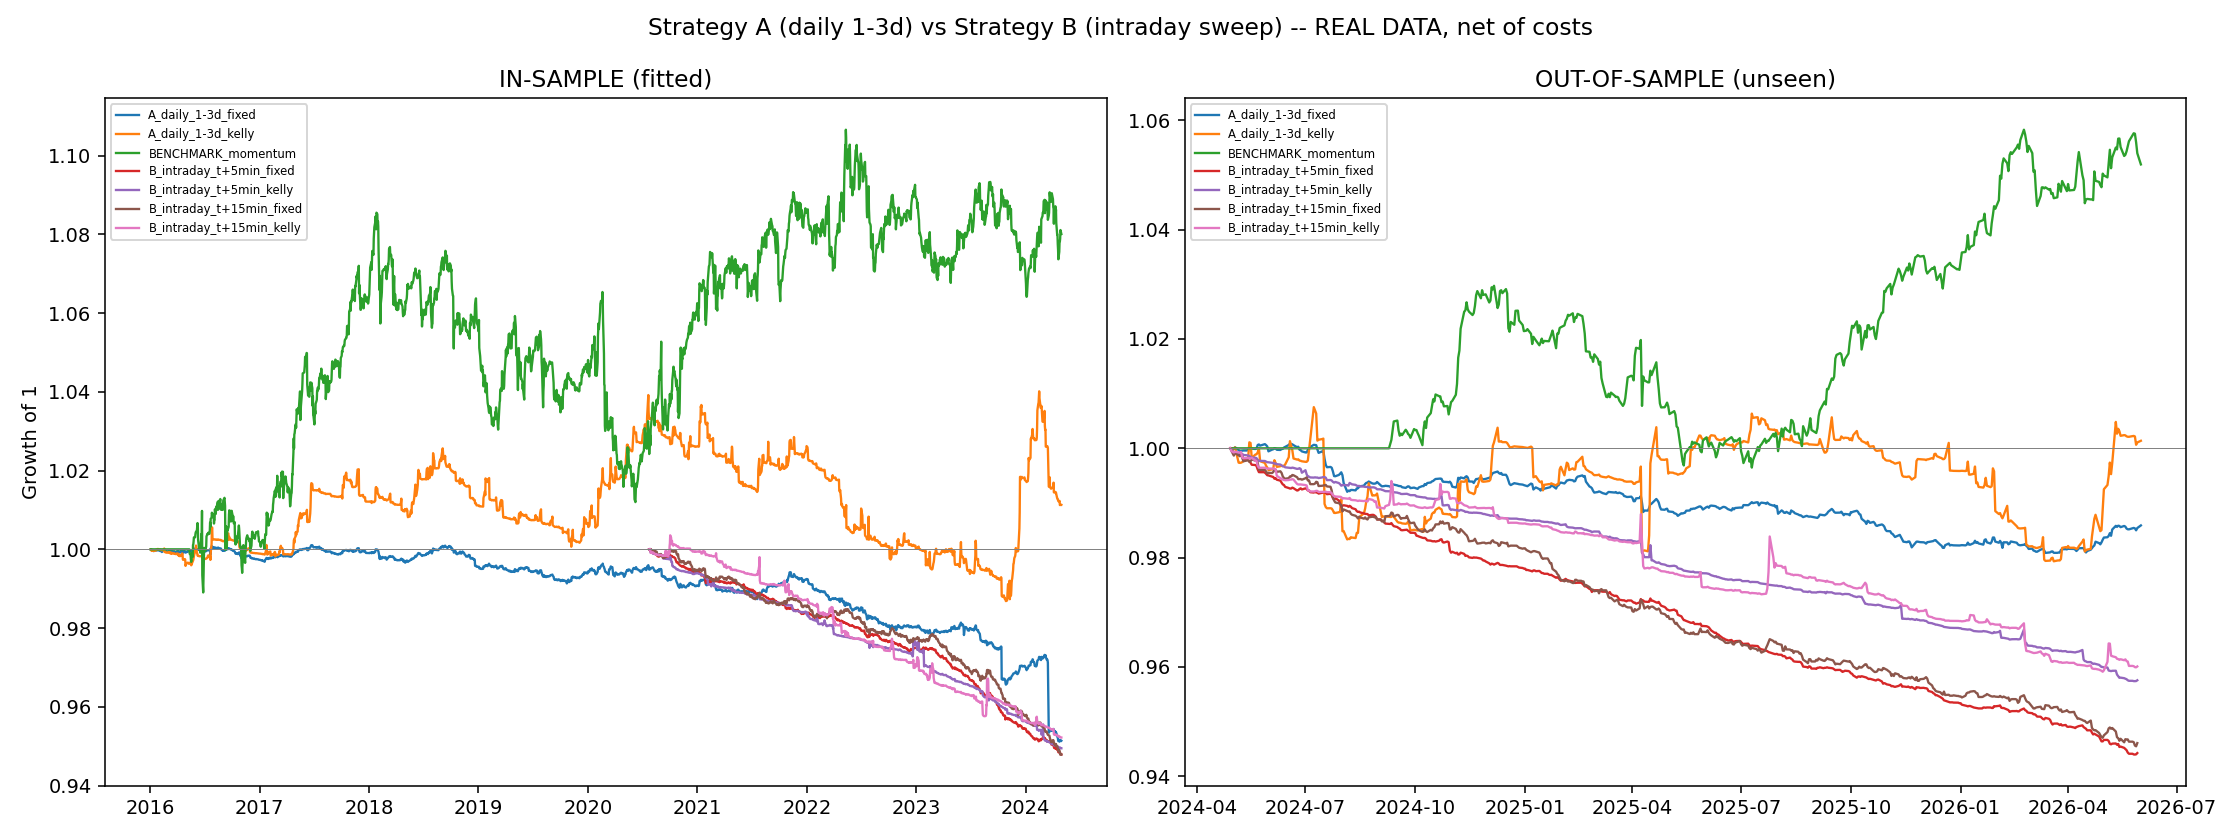 Strategy A (daily 1-3d) vs Strategy B (intraday sweep) -- REAL DATA, net of costs
IN-SAMPLE (fitted)
A_daily_1-3d_fixed
A_daily_1-3d_kelly
BENCHMARK_momentum
B_intraday_t+5min_fixed
B_intraday_t+5min_kelly
B_intraday_t+15min_fixed
B_intraday_t+15min_kelly
Growth of 1
1.10
1.08
1.06
1.04
1.02
1.00
0.98
0.96
0.94
2016 2017 2018 2019 2020 2021 2022 2023 2024
OUT-OF-SAMPLE (unseen)
A_daily_1-3d_fixed
A_daily_1-3d_kelly
BENCHMARK_momentum
B_intraday_t+5min_fixed
B_intraday_t+5min_kelly
B_intraday_t+15min_fixed
B_intraday_t+15min_kelly
1.06
1.04
1.02
1.00
0.98
0.96
0.94
2024-04 2024-07 2024-10 2025-01 2025-04 2025-07 2025-10 2026-01 2026-04 2026-07